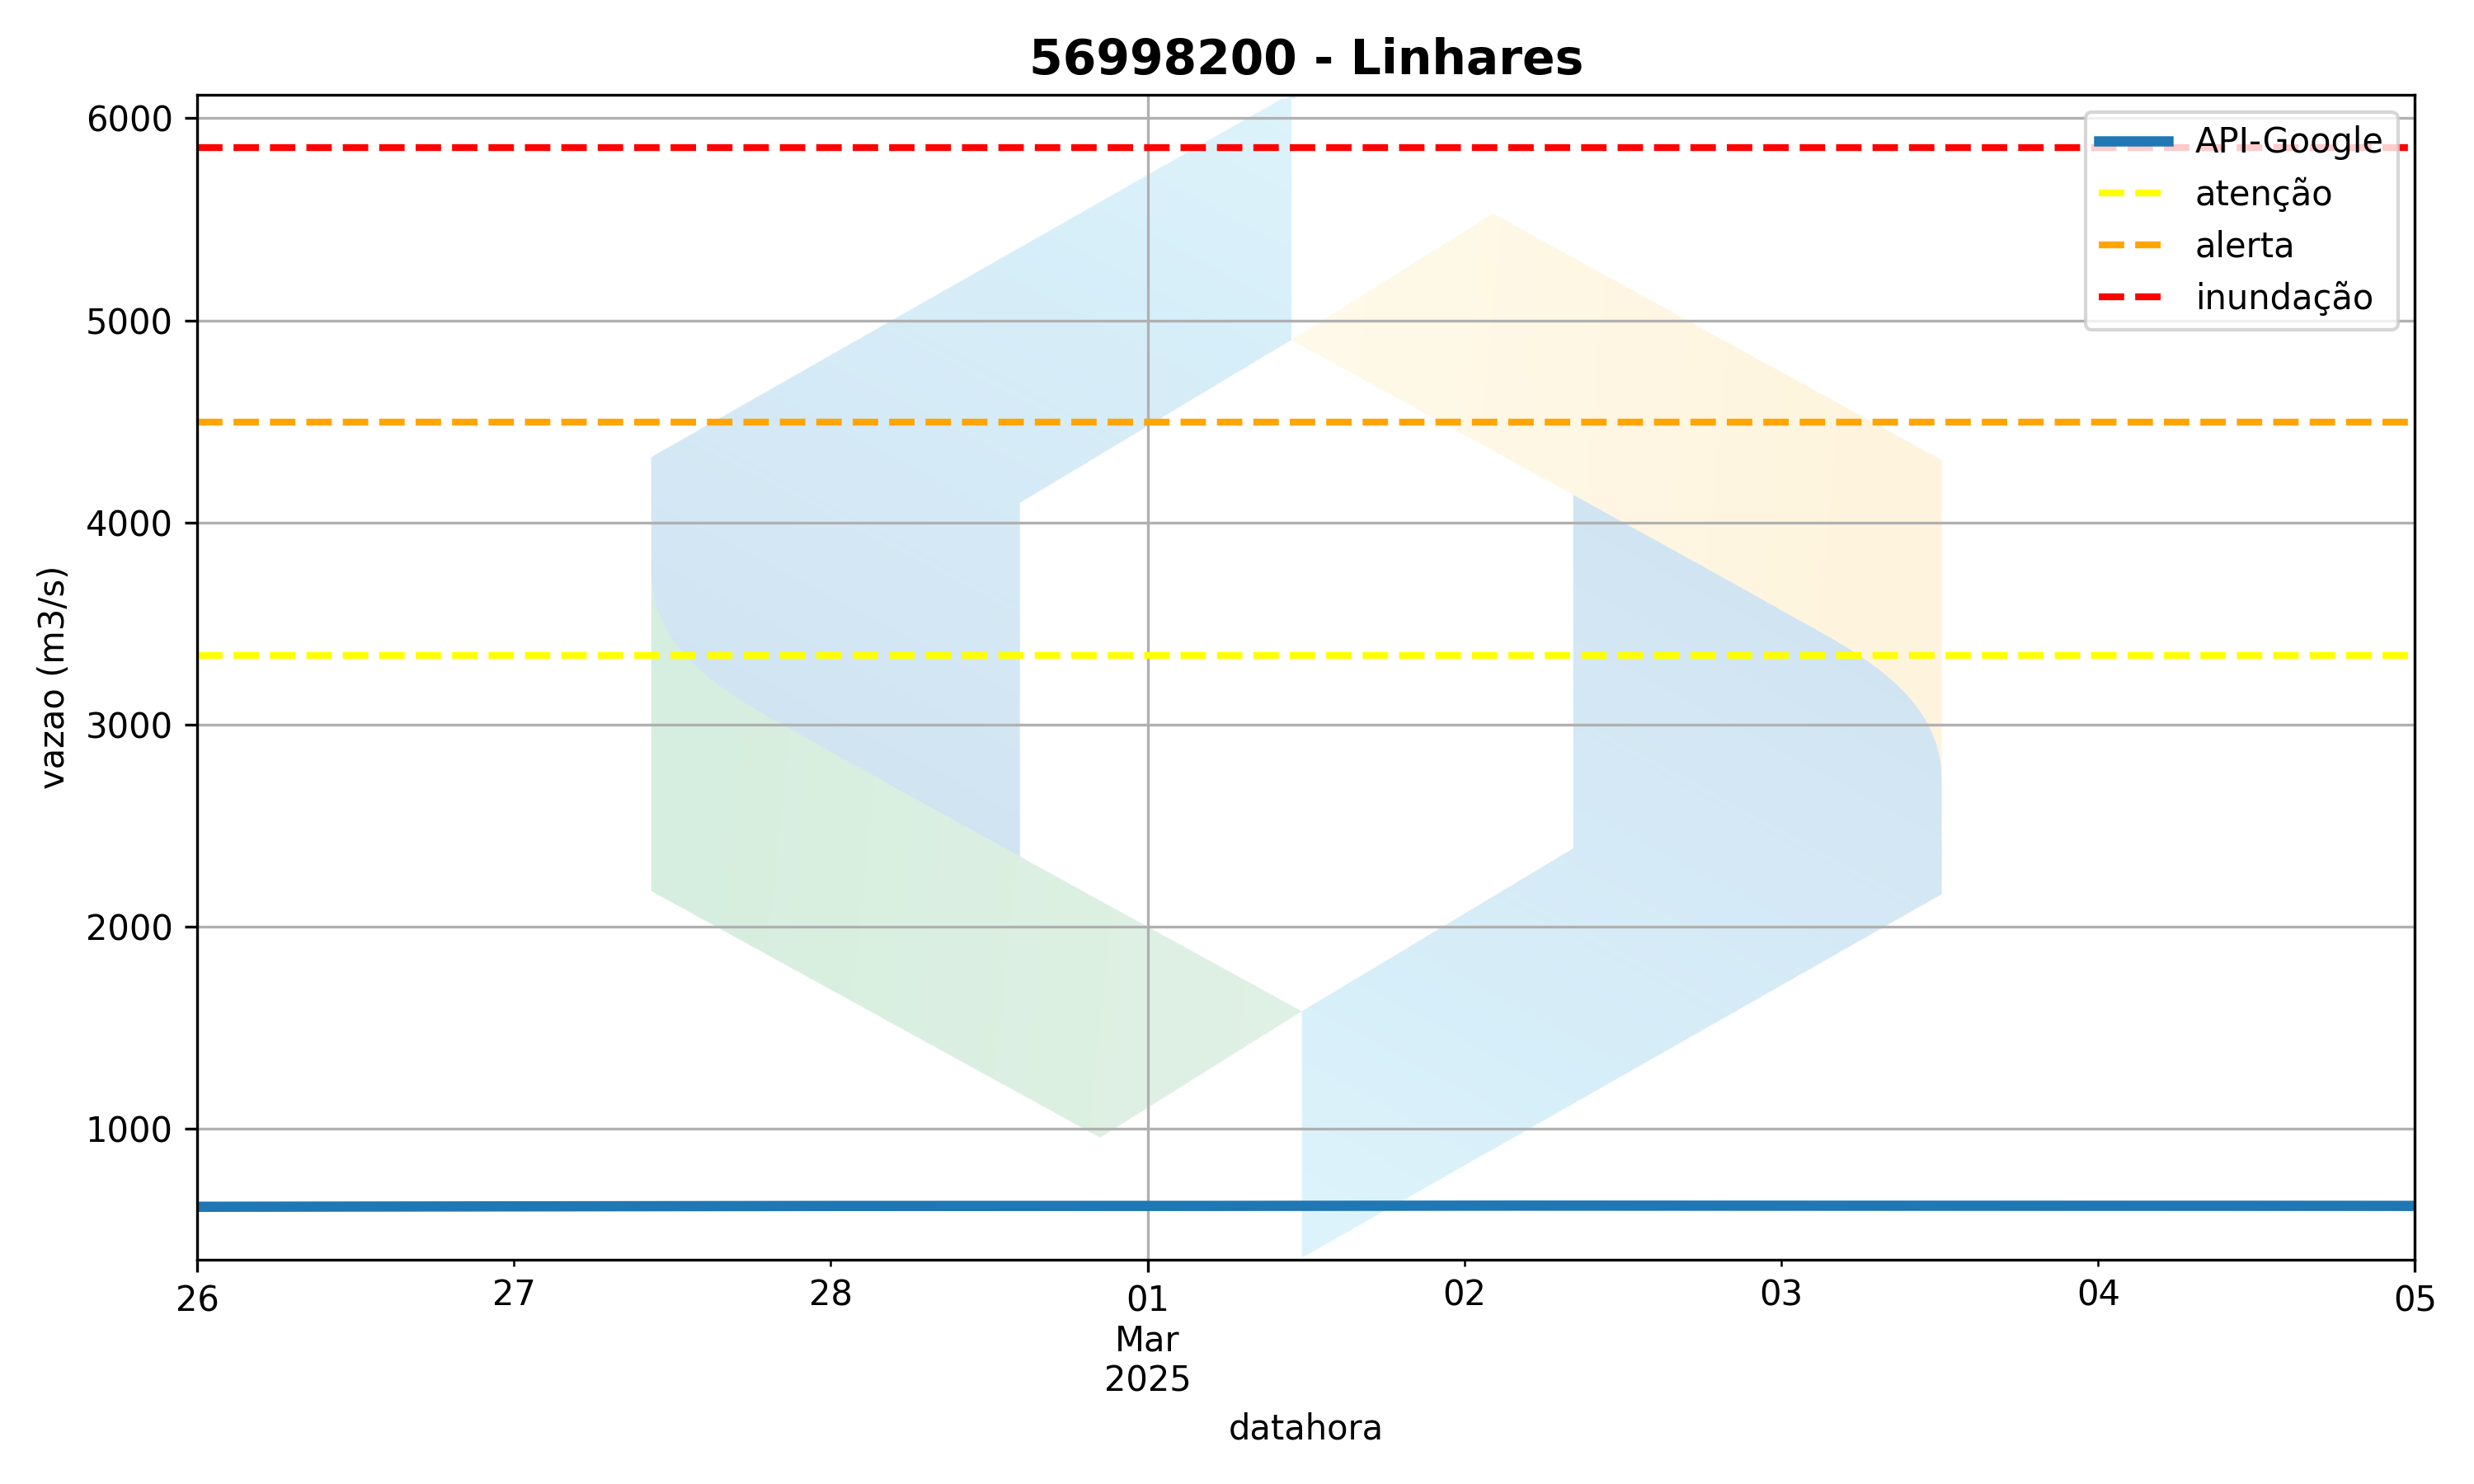 56998200 - Linhares
6000
5000
4000
3000
2000
1000
vazao (m3/s)
API-Google
atenção
alerta
inundação
26
27
28
01
02
03
04
05
Mar
2025
datahora